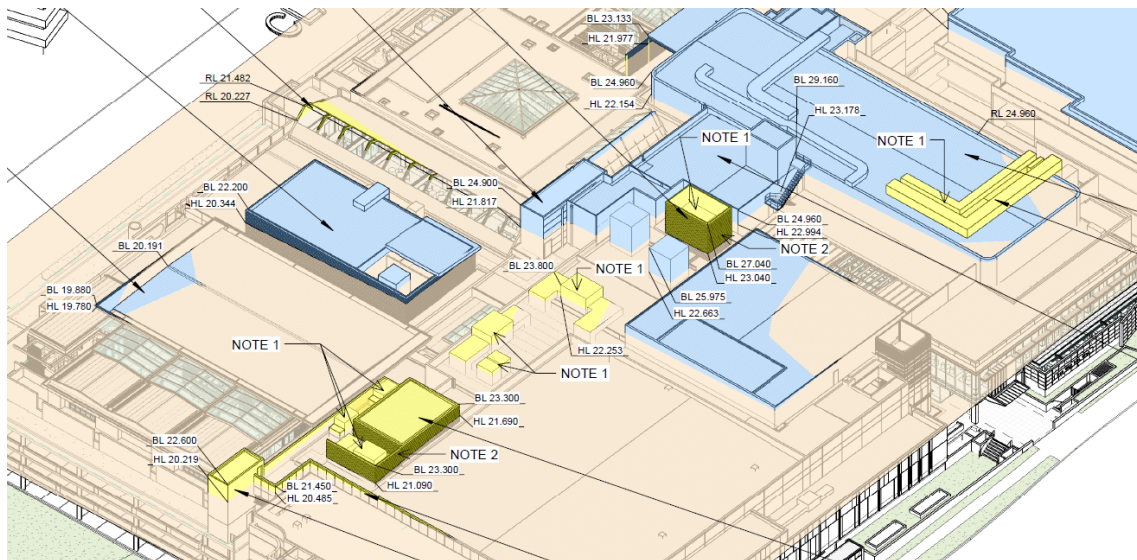 BL 23.133
HL 21.977
RL 21.482
RL 20.227
BL 24.960
HL 22.154
BL 29.160
HL 23.178
RL 24.960
NOTE 1
NOTE 1
BL 22.200
HL 20.344
BL 24.900
HL 21.817
BL 24.960
HL 22.994
NOTE 2
BL 20.191
BL 23.800
NOTE 1
BL 27.040
HL 23.040
BL 19.880
HL 19.780
BL 25.975
HL 22.663
NOTE 1
HL 22.253
NOTE 1
BL 23.300
HL 21.690
BL 22.600
HL 20.219
NOTE 2
BL 23.300
HL 21.090
BL 21.450
HL 20.485